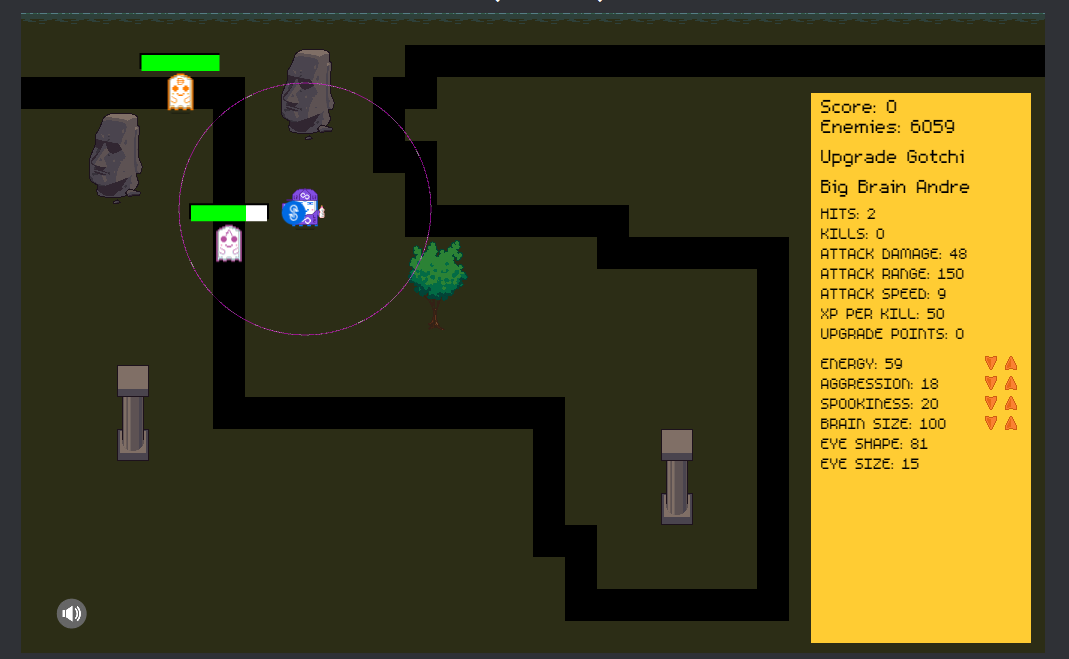 Score: 0
Enemies: 6059
Upgrade Gotchi
Big Brain Andre
HITS: 2
KILLS: 0
ATTACK DAMAGE: 48
ATTACK RANGE: 150
ATTACK SPEED: 9
XP PER KILL: 50
UPGRADE POINTS: 0
ENERGY: 59
AGGRESSION: 18
SPOOKINESS: 20
BRAIN SIZE: 100
EYE SHAPE: 81
EYE SIZE: 15